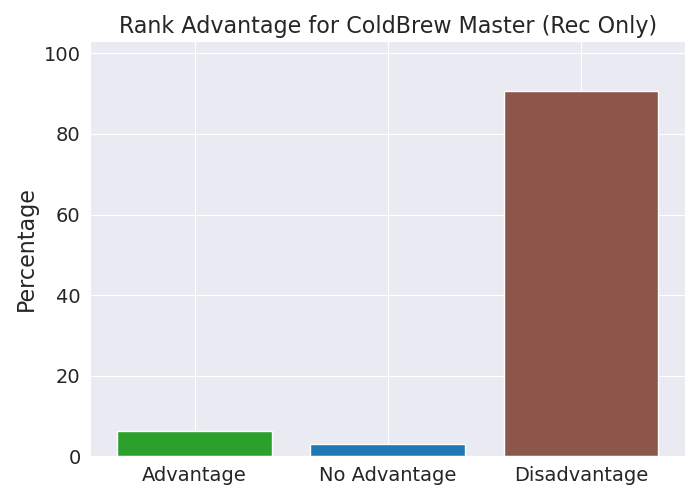 Rank Advantage for ColdBrew Master (Rec Only)
100
80
60
40
20
0
Percentage
Advantage
No Advantage
Disadvantage